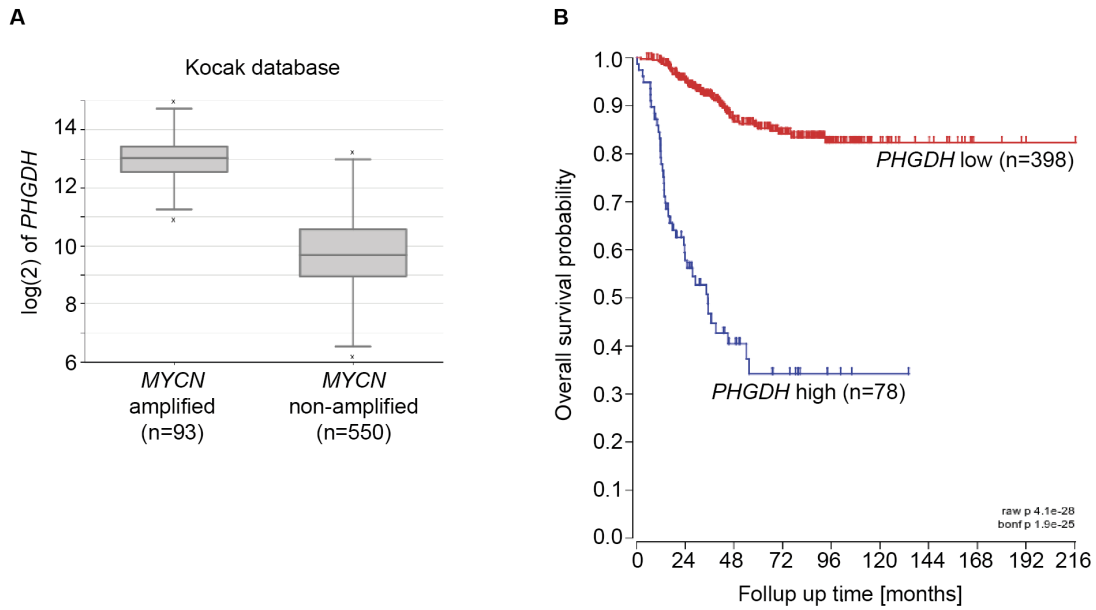 A
Kocak database
log(2) of PHGDH
14
12
10
8
6
MYCN
amplified
(n=93)
MYCN
non-amplified
(n=550)
B
Overall survival probability
1.0
0.9
0.8
0.7
0.6
0.5
0.4
0.3
0.2
0.1
0.0
PHGDH low (n=398)
PHGDH high (n=78)
raw p 4.1e-28
bonf p 1.9e-25
0 24 48 72 96 120 144 168 192 216
Follup up time [months]